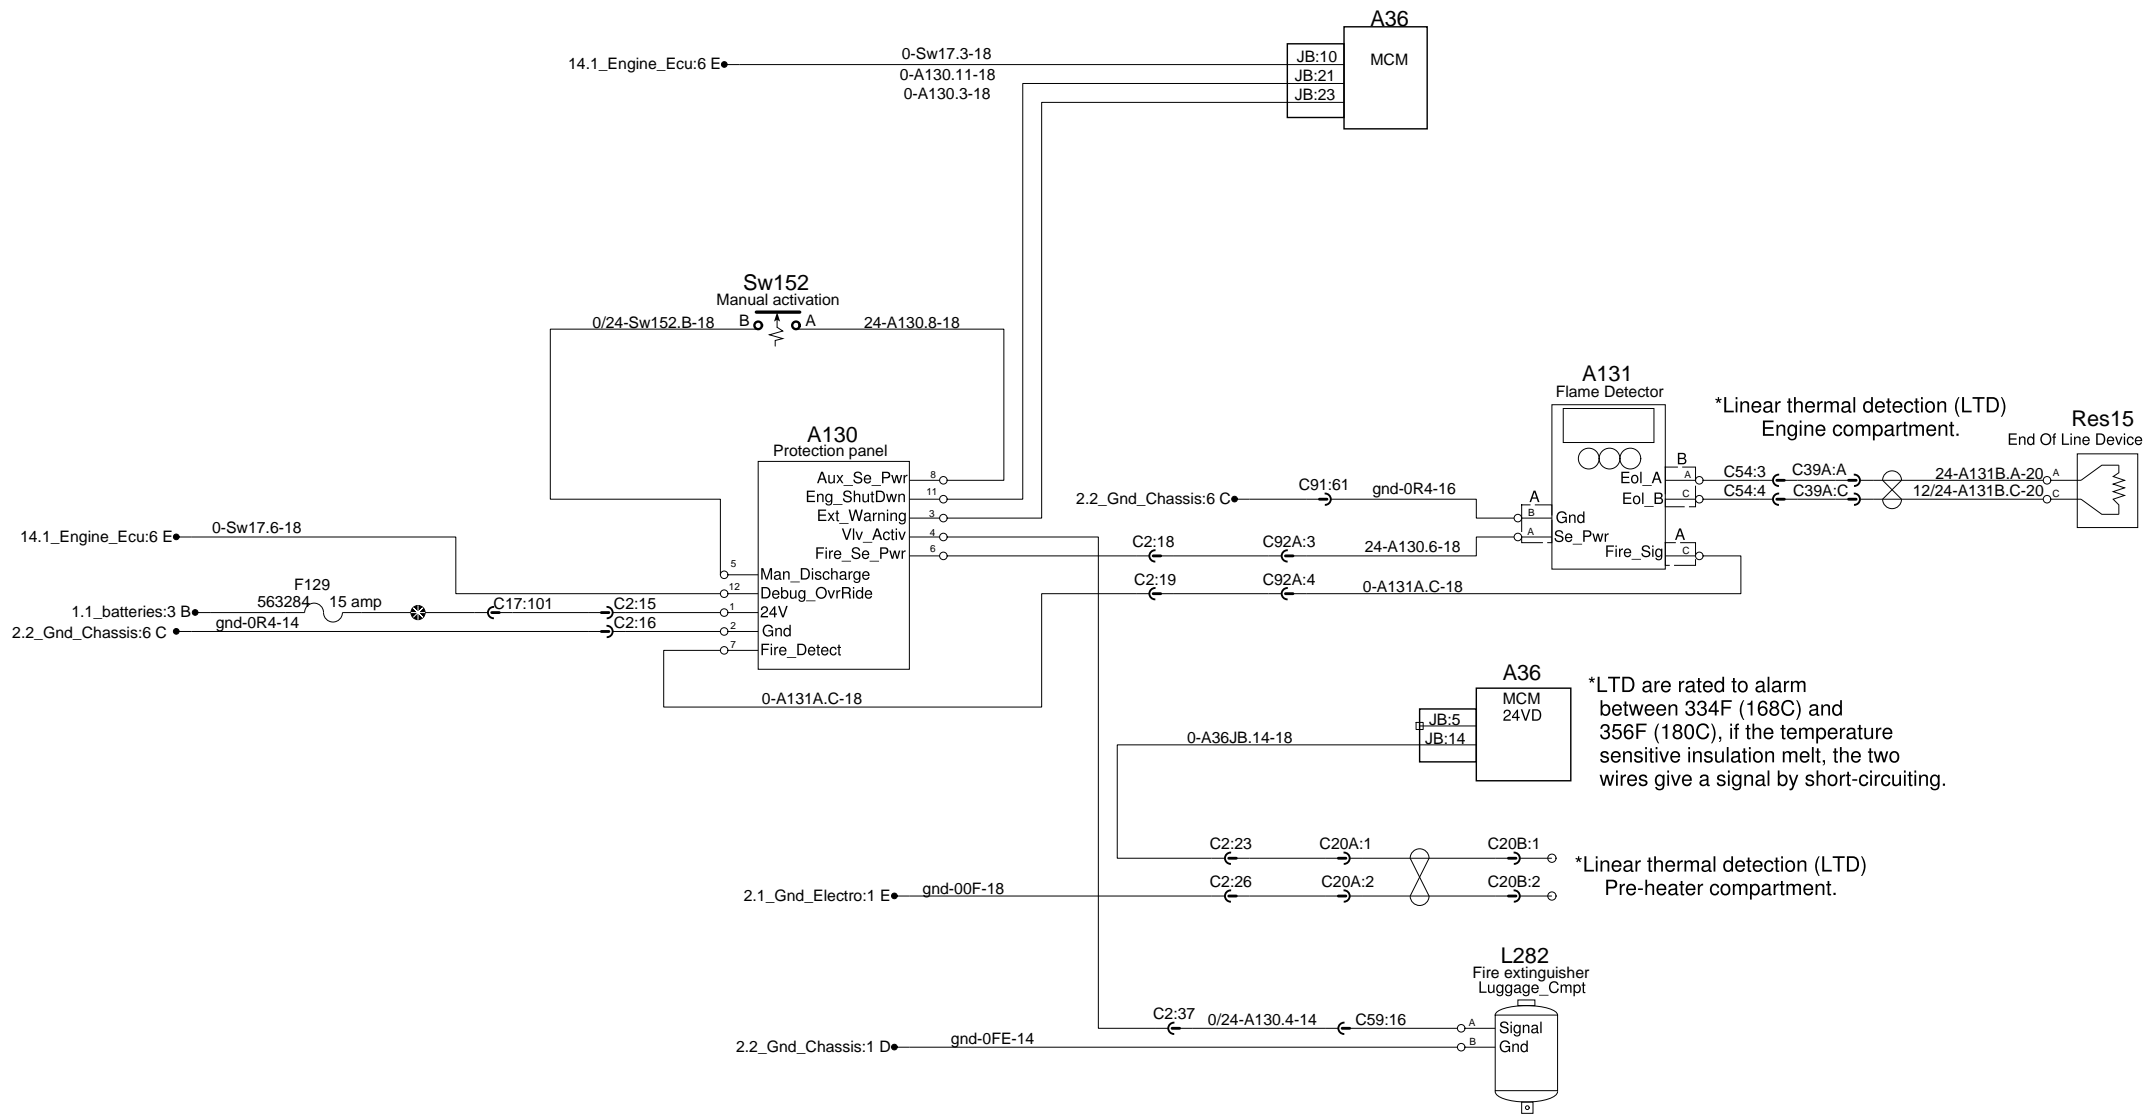 A36
MCM
14.1_Engine_Ecu:6 E
0-Sw17.3-18
JB:10
0-A130.11-18
JB:21
0-A130.3-18
JB:23
Sw152
Manual activation
0/24-Sw152.B-18
B
A
24-A130.8-18
A130
Protection panel
Aux_Se_Pwr
8
Eng_ShutDwn
11
Ext_Warning
3
Vlv_Activ
4
Fire_Se_Pwr
6
5
Man_Discharge
12
Debug_OvrRide
1
24V
2
Gnd
7
Fire_Detect
14.1_Engine_Ecu:6 E
0-Sw17.6-18
F129
1.1_batteries:3 B
563284
15 amp
C17:101
C2:15
2.2_Gnd_Chassis:6 C
gnd-0R4-14
C2:16
0-A131A.C-18
A131
Flame Detector
2.2_Gnd_Chassis:6 C
C91:61
gnd-0R4-16
A
B
Gnd
A
Se_Pwr
B
Eol_A
A
Eol_B
C
A
Fire_Sig
C
C2:18
C92A:3
24-A130.6-18
C2:19
C92A:4
0-A131A.C-18
*Linear thermal detection (LTD)
Engine compartment.
C54:3
C39A:A
24-A131B.A-20
A
C54:4
C39A:C
12/24-A131B.C-20
C
Res15
End Of Line Device
A36
MCM
24VD
JB:5
JB:14
0-A36JB.14-18
*LTD are rated to alarm
between 334F (168C) and
356F (180C), if the temperature
sensitive insulation melt, the two
wires give a signal by short-circuiting.
C2:23
C20A:1
C20B:1
2.1_Gnd_Electro:1 E
gnd-00F-18
C2:26
C20A:2
C20B:2
*Linear thermal detection (LTD)
Pre-heater compartment.
L282
Fire extinguisher
Luggage_Cmpt
C2:37
0/24-A130.4-14
C59:16
A
Signal
2.2_Gnd_Chassis:1 D
gnd-0FE-14
B
Gnd